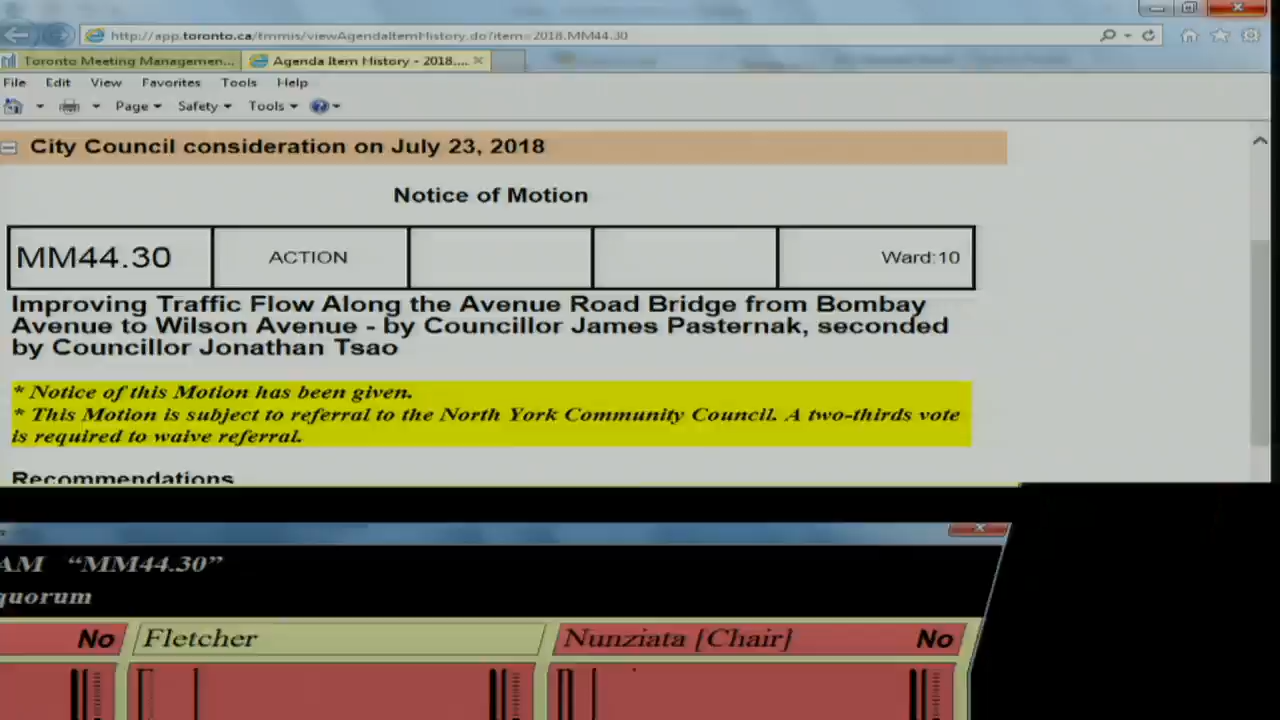 http://app.toronto.ca/tmmis/viewAgendaItemHistory.do?item=2018.MM44.30
Toronto Meeting Managemen...
Agenda Item History - 2018....
File Edit View Favorites Tools Help
Page Safety Tools
City Council consideration on July 23, 2018
Notice of Motion
MM44.30 ACTION Ward:10
Improving Traffic Flow Along the Avenue Road Bridge from Bombay
Avenue to Wilson Avenue - by Councillor James Pasternak, seconded
by Councillor Jonathan Tsao
* Notice of this Motion has been given.
* This Motion is subject to referral to the North York Community Council. A two-thirds vote
is required to waive referral.
Recommendations
AM “MM44.30”
quorum
No Fletcher Nunziata [Chair] No